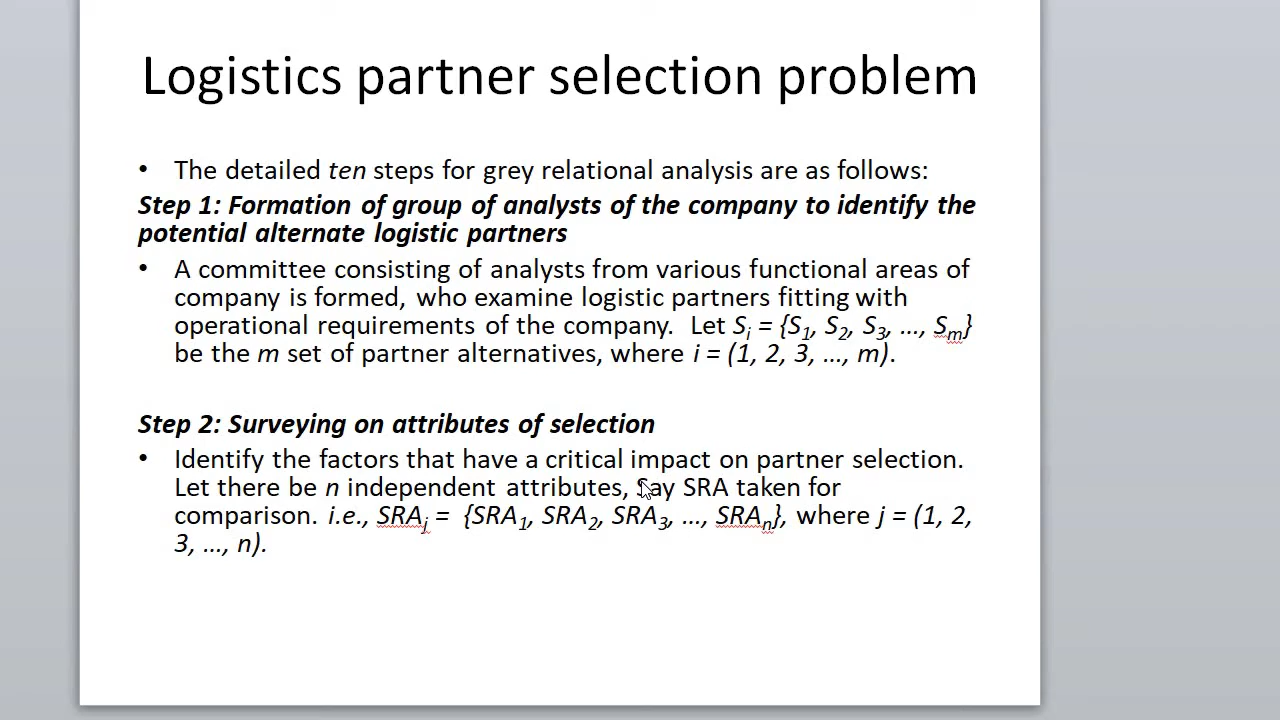 Logistics partner selection problem
• The detailed ten steps for grey relational analysis are as follows:
Step 1: Formation of group of analysts of the company to identify the
potential alternate logistic partners
• A committee consisting of analysts from various functional areas of
company is formed, who examine logistic partners fitting with
operational requirements of the company.  Let Si = {S1, S2, S3, …, Sm}
be the m set of partner alternatives, where i = (1, 2, 3, …, m).
Step 2: Surveying on attributes of selection
• Identify the factors that have a critical impact on partner selection.
Let there be n independent attributes, Say SRA taken for
comparison. i.e., SRAj =  {SRA1, SRA2, SRA3, …, SRAn}, where j = (1, 2,
3, …, n).